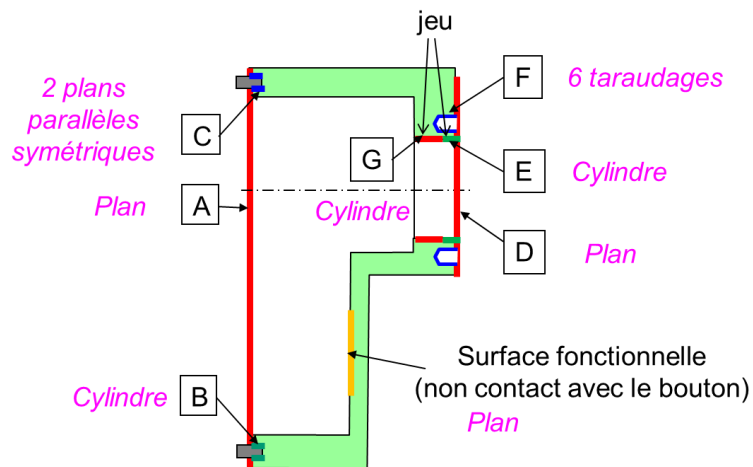 jeu
F
6 taraudages
2 plans
parallèles
symétriques
C
G
E
Cylindre
Plan
A
Cylindre
D
Plan
Surface fonctionnelle
(non contact avec le bouton)
Plan
Cylindre
B